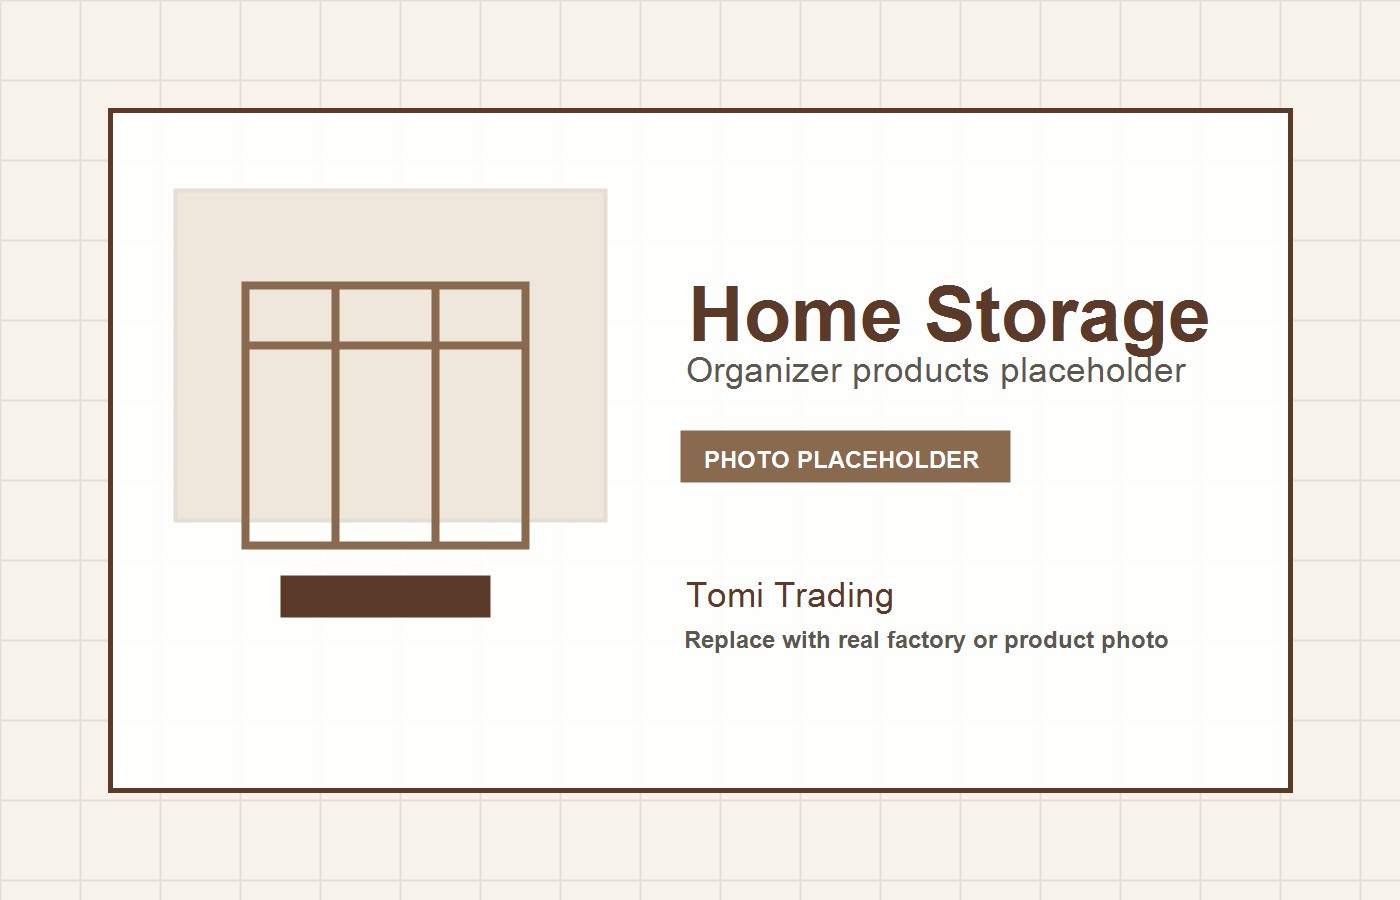 Home Storage
Organizer products placeholder
PHOTO PLACEHOLDER
Tomi Trading
Replace with real factory or product photo